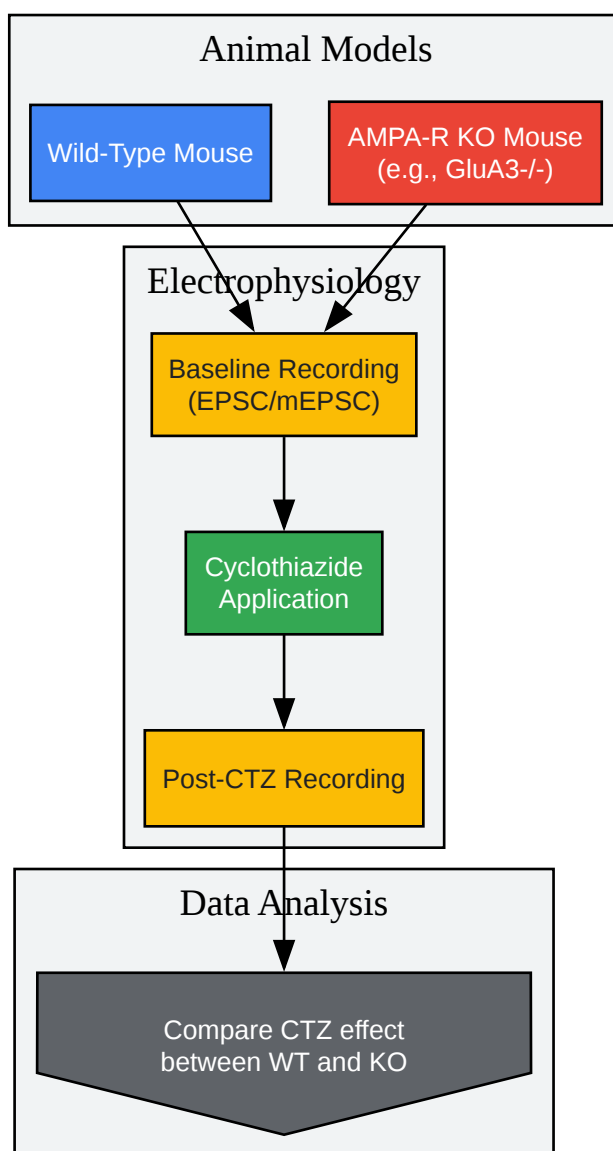 Animal Models
Wild-Type Mouse
AMPA-R KO Mouse
(e.g., GluA3-/-)
Electrophysiology
Baseline Recording
(EPSC/mEPSC)
Cyclothiazide
Application
Post-CTZ Recording
Data Analysis
Compare CTZ effect
between WT and KO